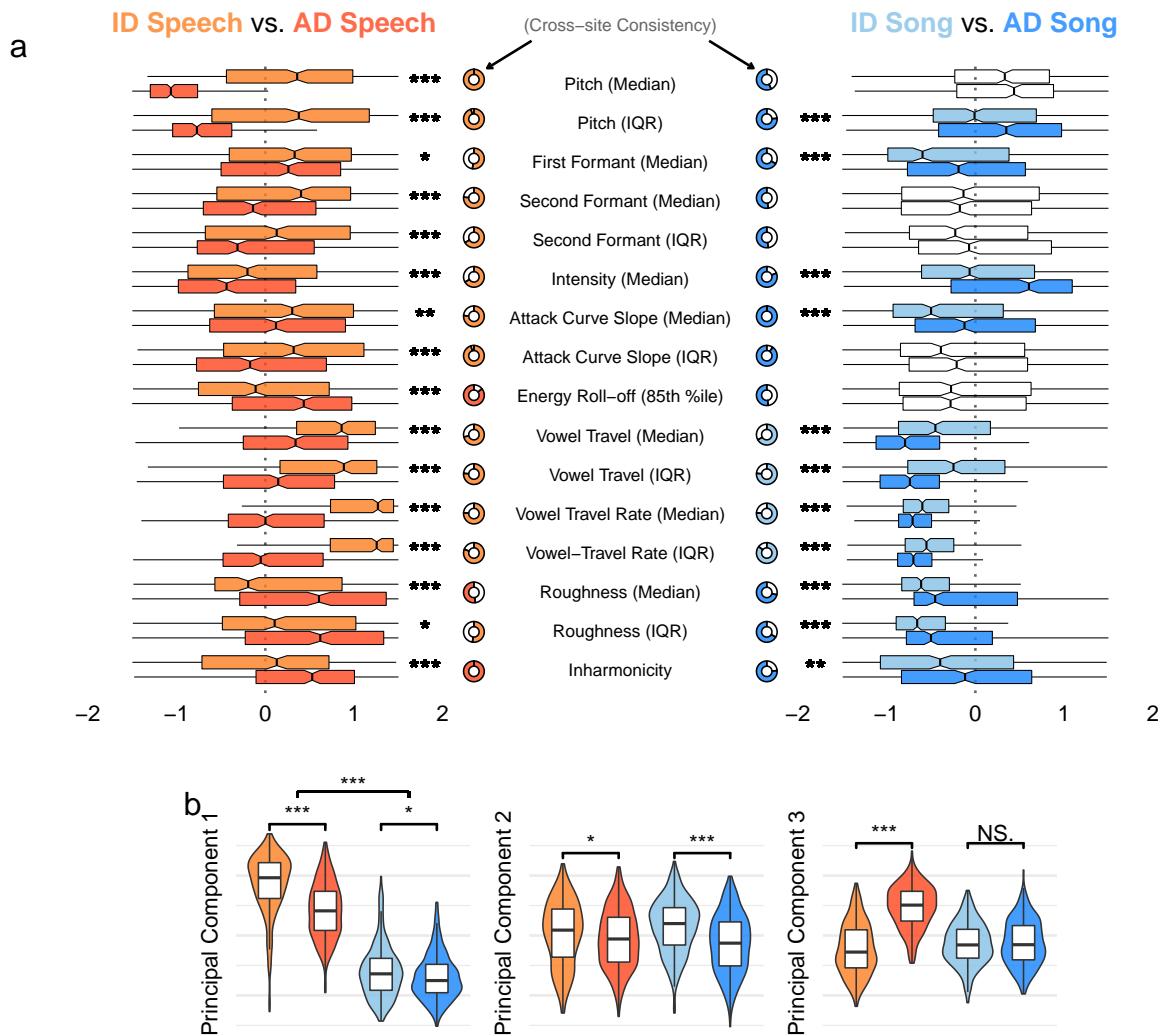 ID Speech vs. AD Speech
(Cross−site Consistency)
ID Song vs. AD Song
a
*** Pitch (Median)
*** Pitch (IQR) ***
* First Formant (Median) ***
*** Second Formant (Median)
*** Second Formant (IQR)
*** Intensity (Median) ***
** Attack Curve Slope (Median) ***
*** Attack Curve Slope (IQR)
*** Energy Roll−off (85th %ile)
*** Vowel Travel (Median) ***
*** Vowel Travel (IQR) ***
*** Vowel Travel Rate (Median) ***
*** Vowel−Travel Rate (IQR) ***
*** Roughness (Median) ***
* Roughness (IQR) ***
*** Inharmonicity **
−2 −1 0 1 2 −2 −1 0 1 2
b
Principal Component 1
***
*** *
Principal Component 2
* ***
Principal Component 3
*** NS.